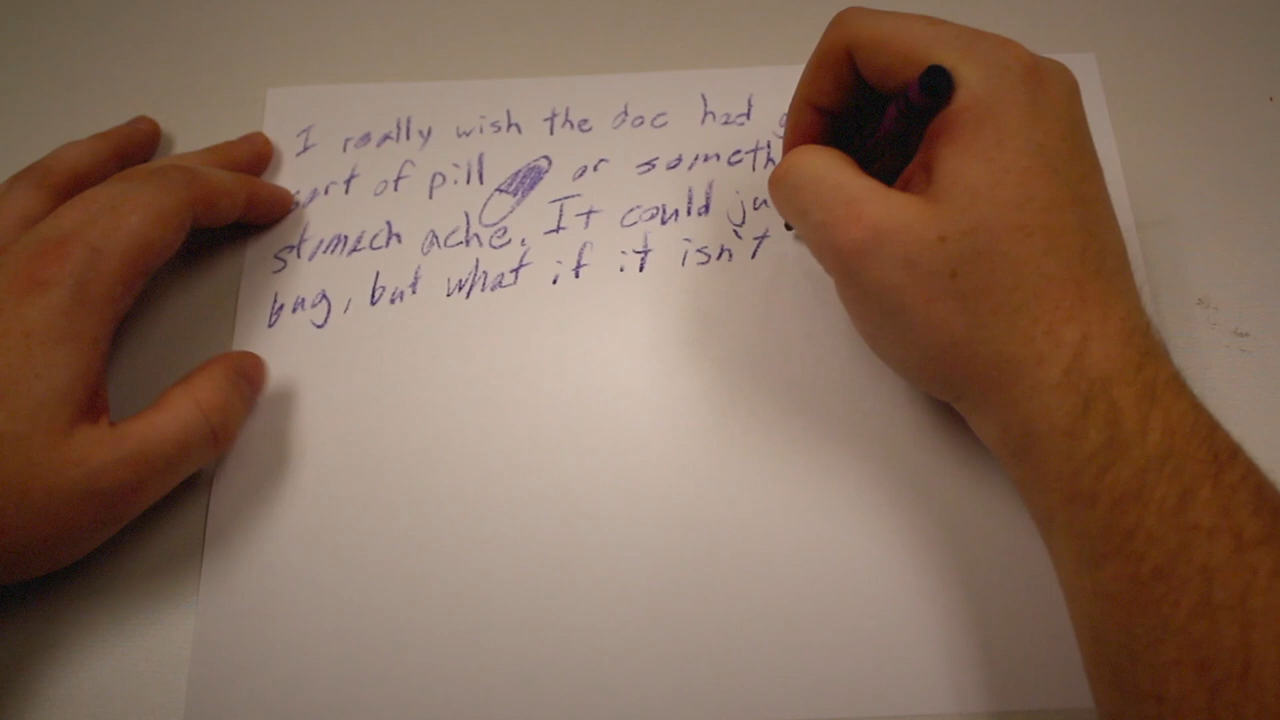 I really wish the doc had
sort of pill or someth
stomach ache. It could ju
bug, but what if it isn't